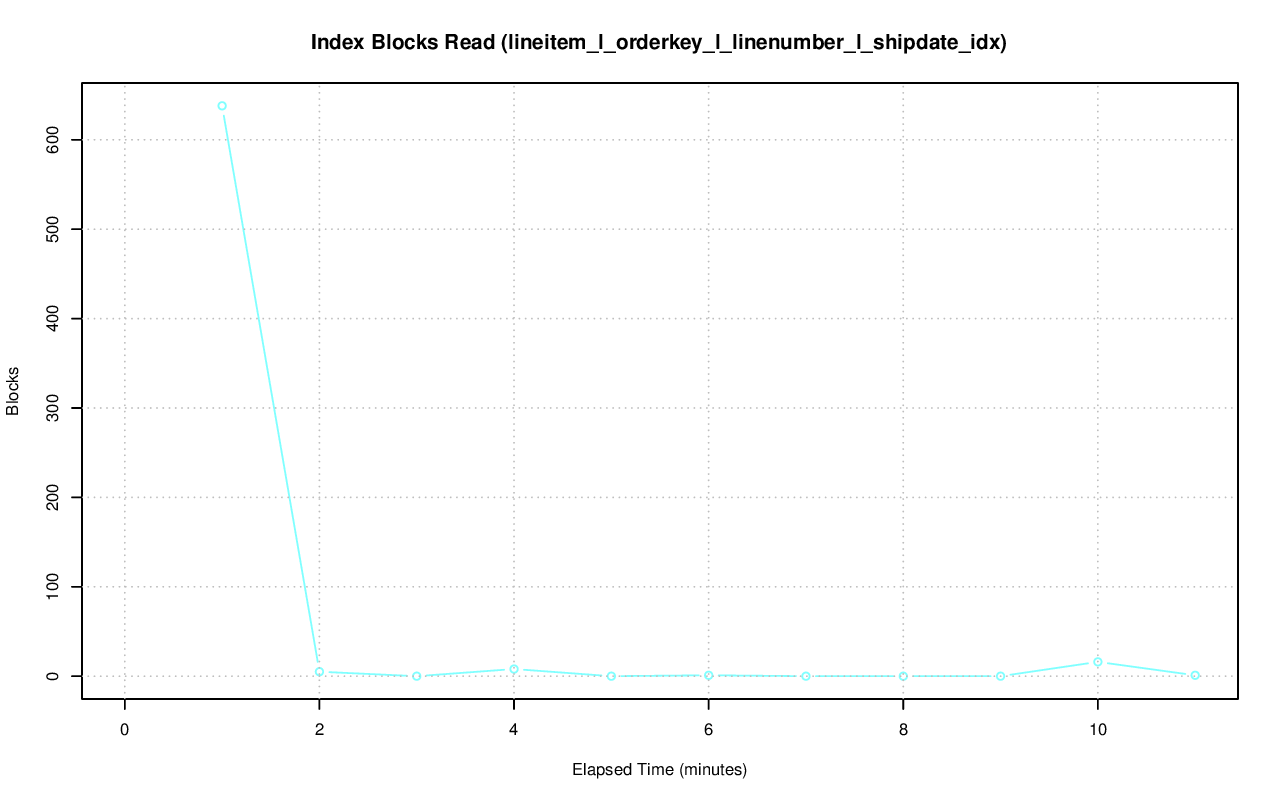 Index Blocks Read (lineitem_l_orderkey_l_linenumber_l_shipdate_idx)
600
500
400
300
200
100
0
Blocks
0 2 4 6 8 10
Elapsed Time (minutes)